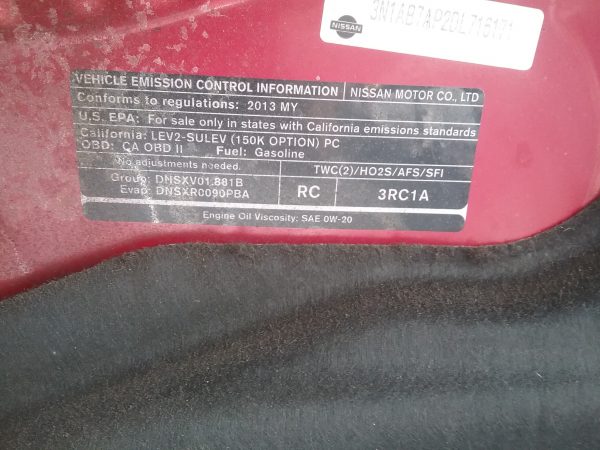 NISSAN
3N1AB7AP2DL716171
VEHICLE EMISSION CONTROL INFORMATION NISSAN MOTOR CO., LTD
Conforms to regulations: 2013 MY
U.S. EPA: For sale only in states with California emissions standards
California: LEV2-SULEV (150K OPTION) PC
OBD: CA OBD II Fuel: Gasoline
No adjustments needed. TWC(2)/HO2S/AFS/SFI
Group: DNSXV01.881B
Evap: DNSXR0090PBA RC 3RC1A
Engine Oil Viscosity: SAE 0W-20